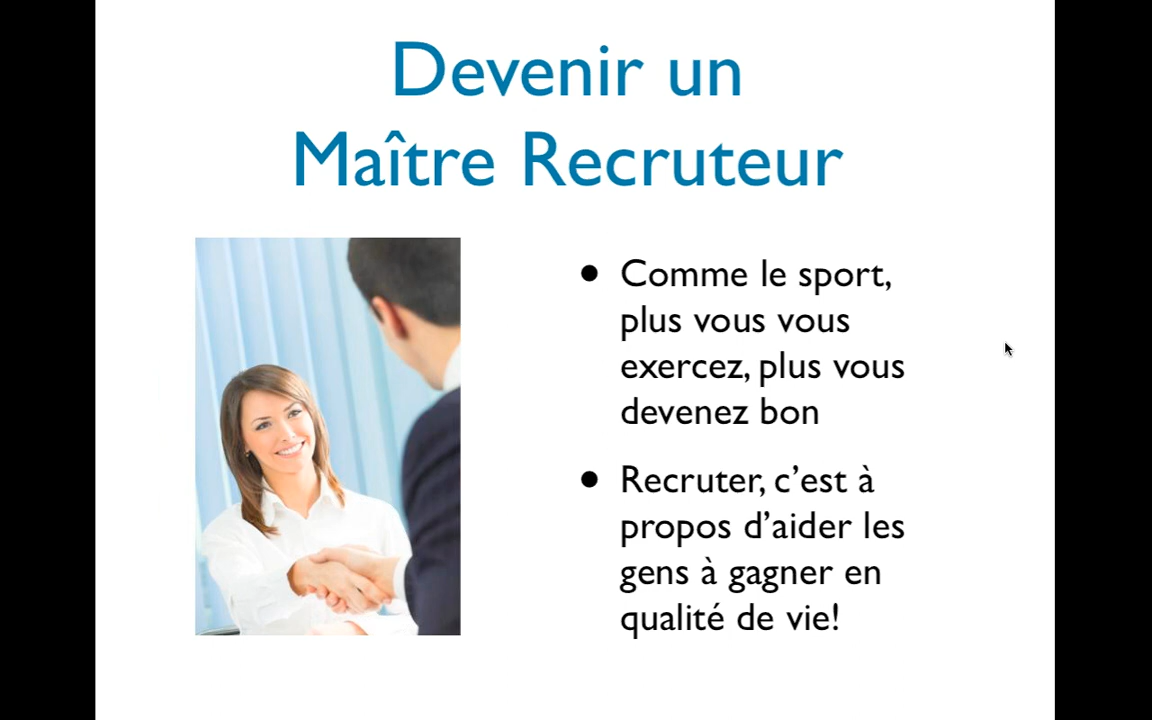 Devenir un
Maître Recruteur
• Comme le sport,
plus vous vous
exercez, plus vous
devenez bon
• Recruter, c’est à
propos d’aider les
gens à gagner en
qualité de vie!